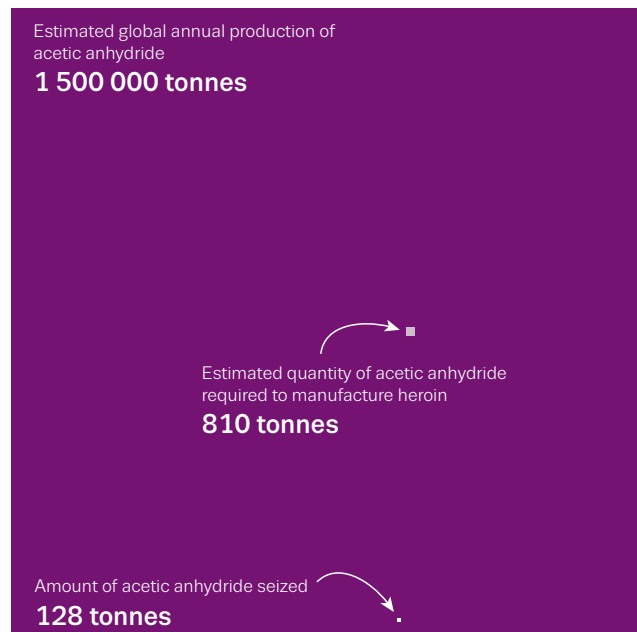 Estimated global annual production of
acetic anhydride
1 500 000 tonnes
Estimated quantity of acetic anhydride
required to manufacture heroin
810 tonnes
Amount of acetic anhydride seized
128 tonnes